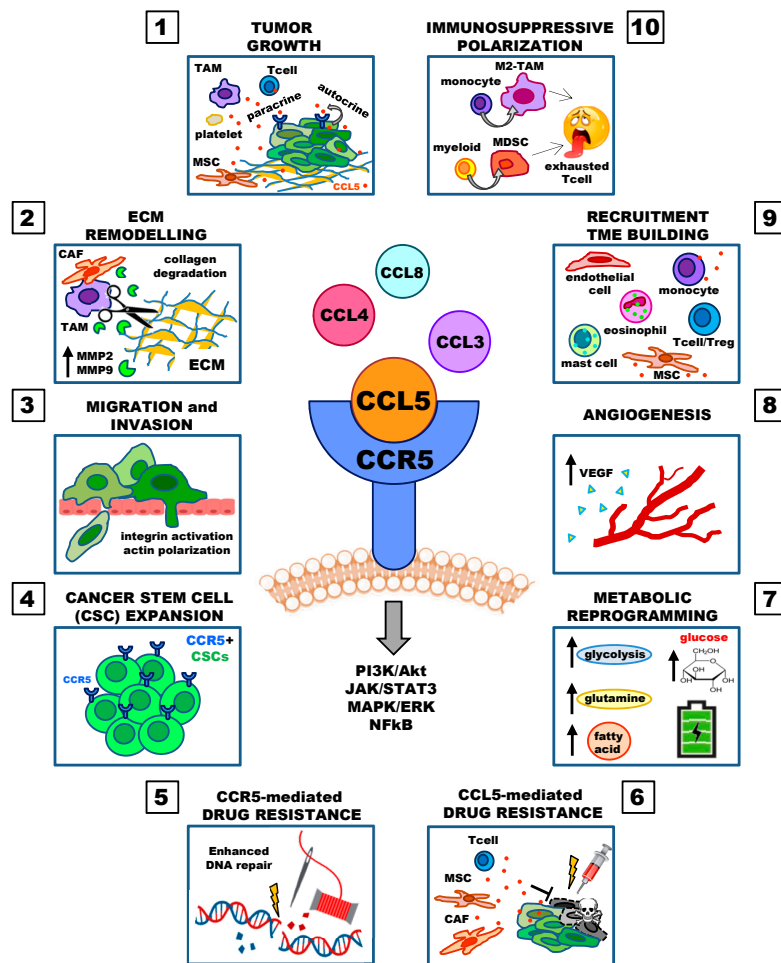 1
TUMOR
GROWTH
TAM
Tcell
paracrine
autocrine
platelet
MSC
CCL5
IMMUNOSUPPRESSIVE
POLARIZATION
10
M2-TAM
monocyte
myeloid
MDSC
exhausted
Tcell
2
ECM
REMODELLING
CAF
collagen
degradation
TAM
MMP2
MMP9
ECM
RECRUITMENT
TME BUILDING
9
endothelial
cell
monocyte
eosinophil
Tcell/Treg
mast cell
MSC
CCL8
CCL4
CCL3
CCL5
CCR5
3
MIGRATION and
INVASION
integrin activation
actin polarization
ANGIOGENESIS
8
VEGF
4
CANCER STEM CELL
(CSC) EXPANSION
CCR5+
CSCs
CCR5
PI3K/Akt
JAK/STAT3
MAPK/ERK
NFkB
METABOLIC
REPROGRAMMING
7
glycolysis
glutamine
fatty
acid
glucose
CH₂OH
O
H
H
H
OH
H
HO
OH
H
OH
5
CCR5-mediated
DRUG RESISTANCE
Enhanced
DNA repair
CCL5-mediated
DRUG RESISTANCE
6
Tcell
MSC
CAF